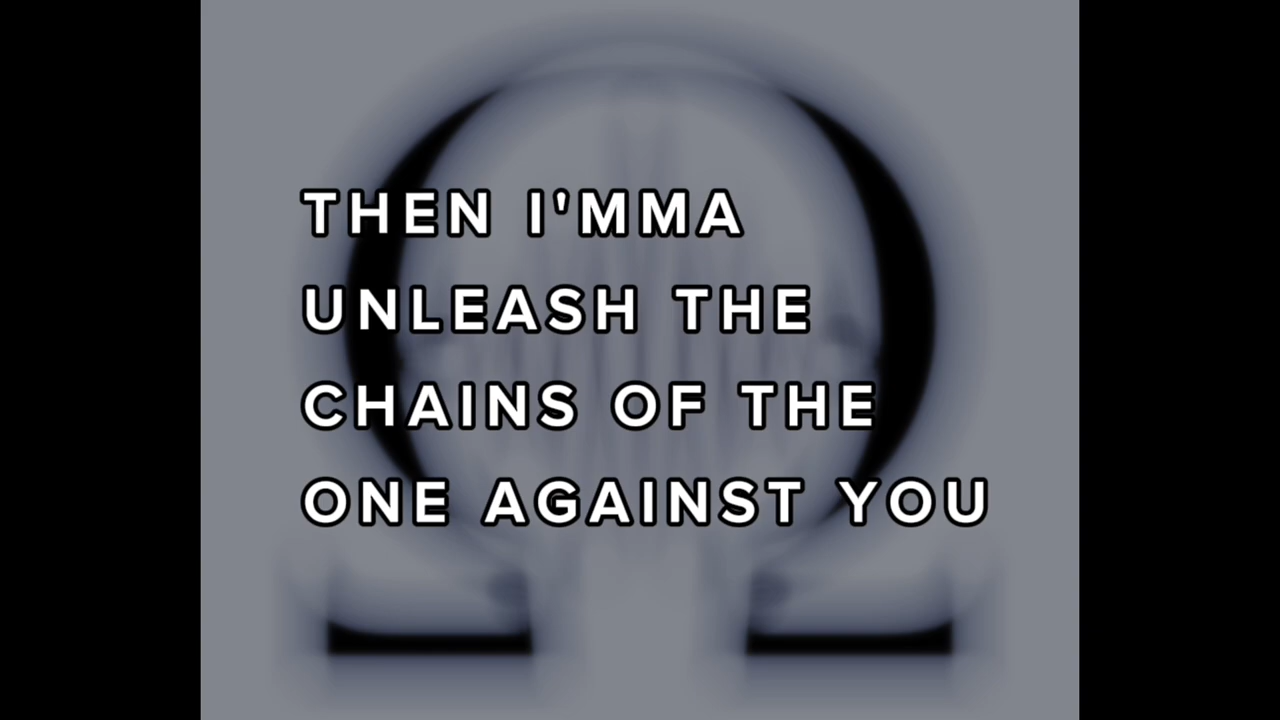 THEN I'MMA
UNLEASH THE
CHAINS OF THE
ONE AGAINST YOU